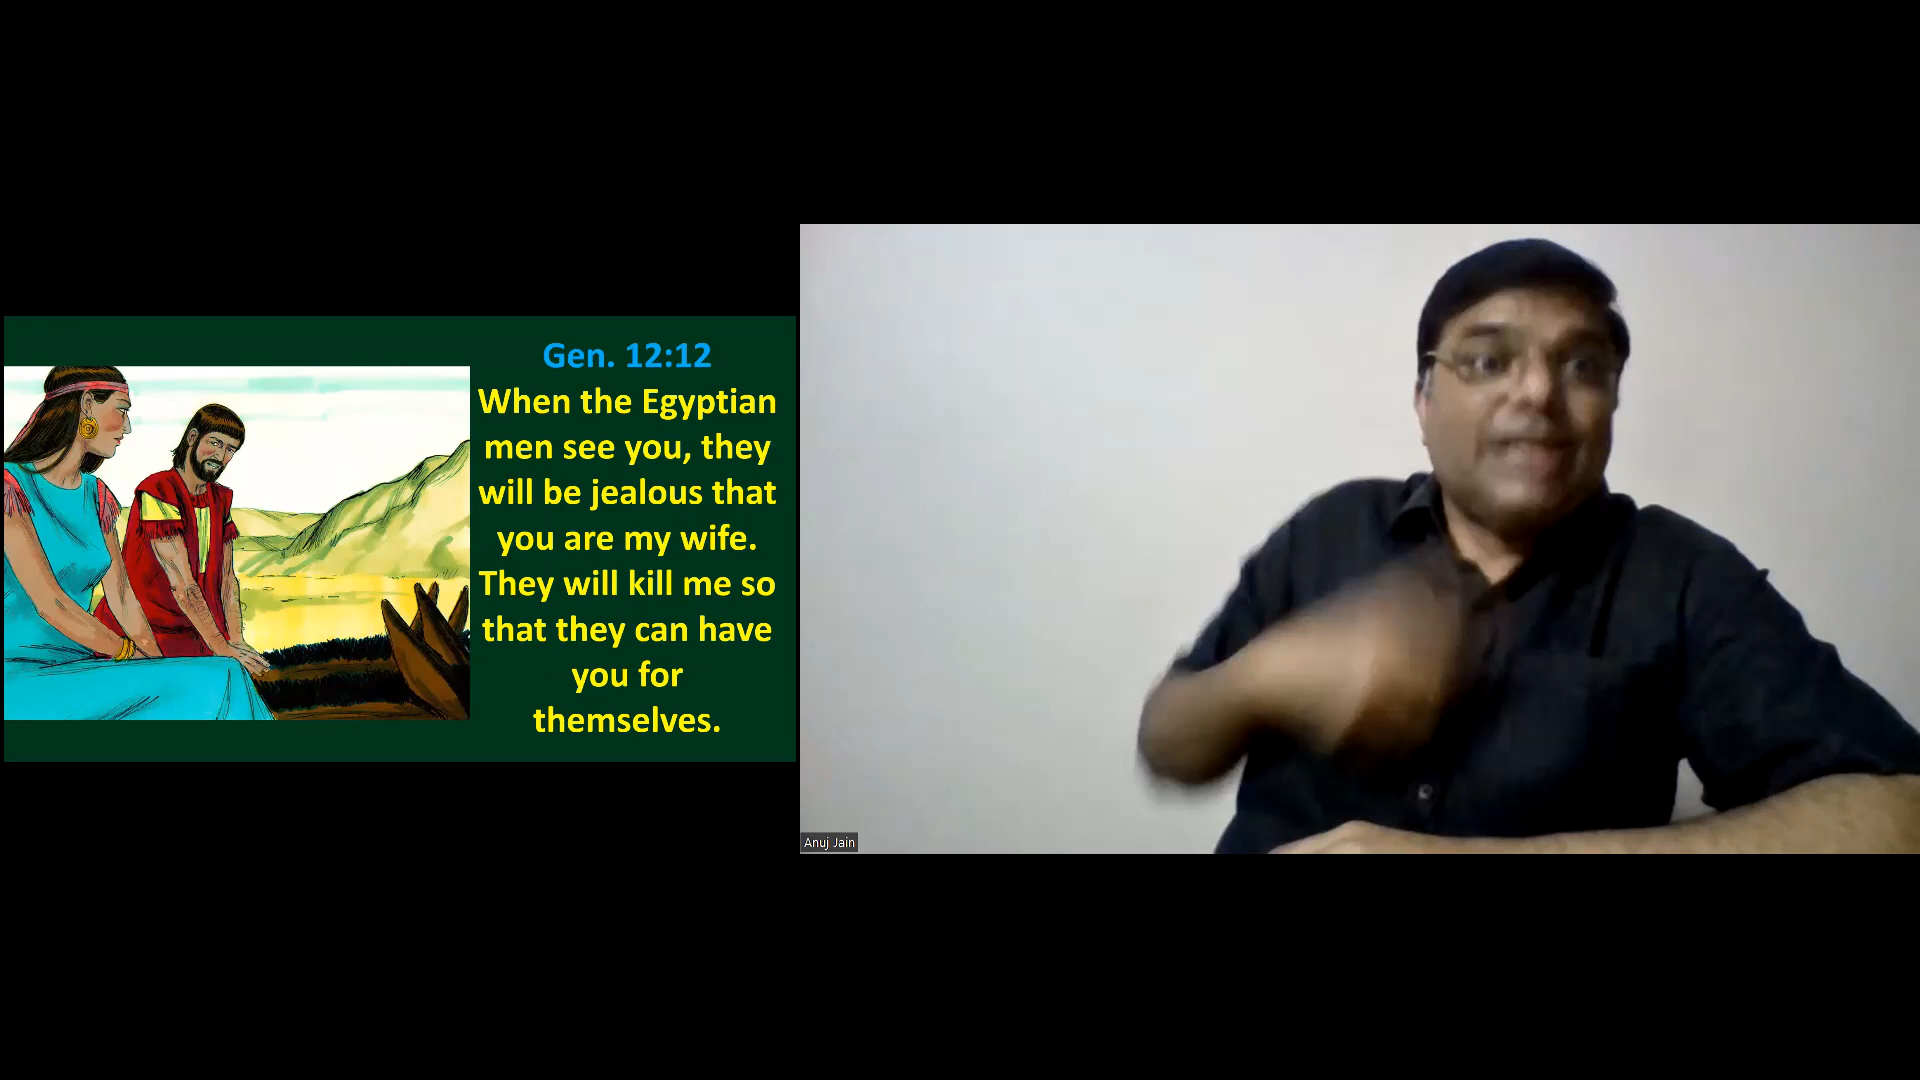 Gen. 12:12
When the Egyptian
men see you, they
will be jealous that
you are my wife.
They will kill me so
that they can have
you for
themselves.
Anuj Jain